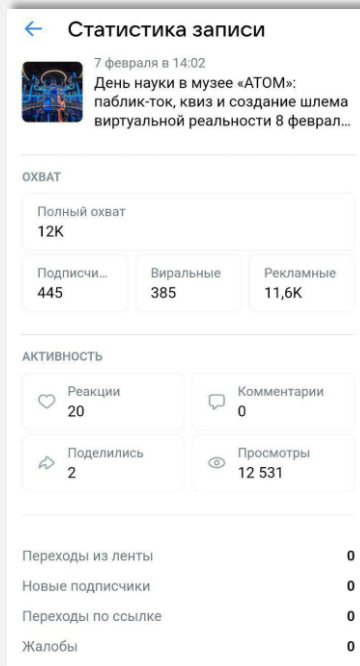 Статистика записи
7 февраля в 14:02
День науки в музее «АТОМ»:
паблик-ток, квиз и создание шлема
виртуальной реальности 8 феврал...
ОХВАТ
Полный охват
12K
Подписчи...
445
Виральные
385
Рекламные
11,6K
АКТИВНОСТЬ
Реакции
20
Комментарии
0
Поделились
2
Просмотры
12 531
Переходы из ленты 0
Новые подписчики 0
Переходы по ссылке 0
Жалобы 0